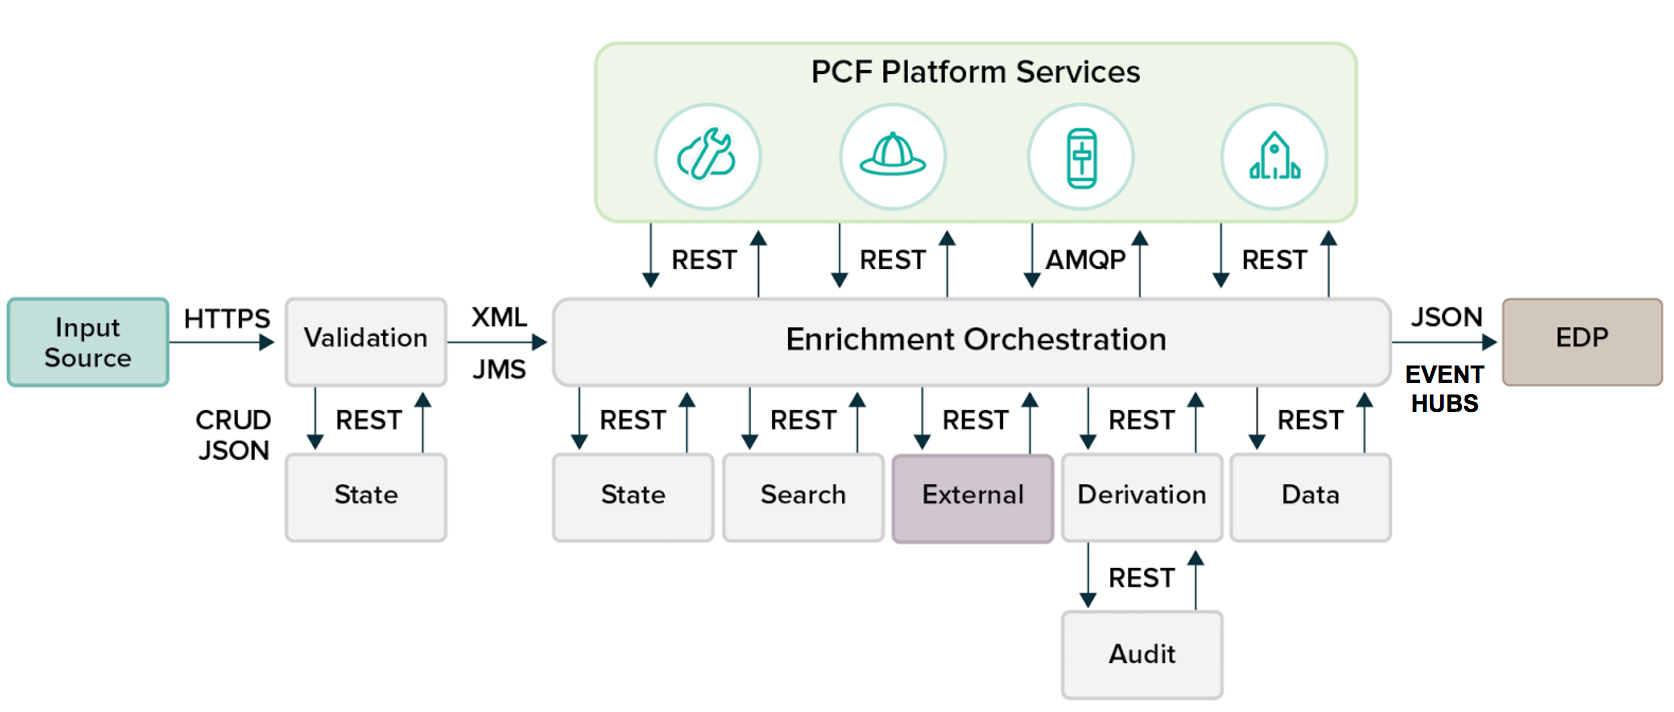 PCF Platform Services
REST
REST
AMQP
REST
Input
Source
HTTPS
Validation
XML
JMS
Enrichment Orchestration
JSON
EVENT
HUBS
EDP
CRUD
JSON
REST
REST
REST
REST
REST
REST
State
State
Search
External
Derivation
Data
REST
Audit